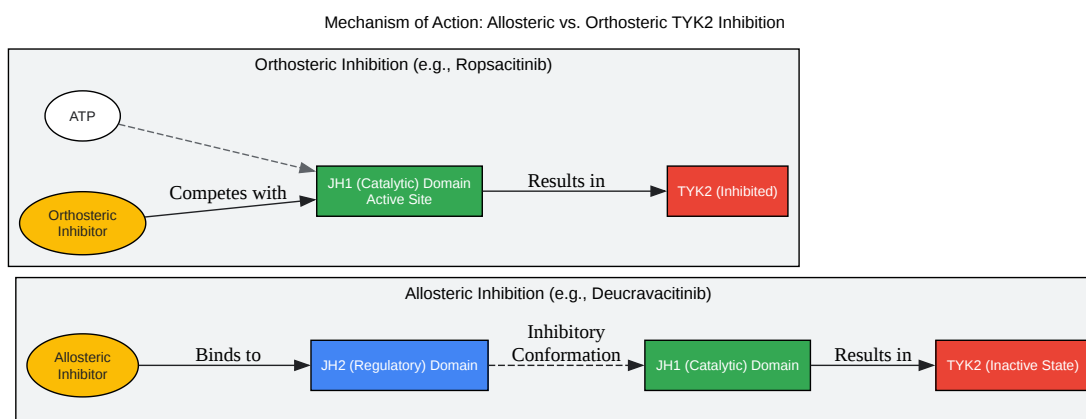 Mechanism of Action: Allosteric vs. Orthosteric TYK2 Inhibition
Orthosteric Inhibition (e.g., Ropsacitinib)
ATP
Orthosteric
Inhibitor
Competes with
JH1 (Catalytic) Domain
Active Site
Results in
TYK2 (Inhibited)
Allosteric Inhibition (e.g., Deucravacitinib)
Allosteric
Inhibitor
Binds to
JH2 (Regulatory) Domain
Inhibitory
Conformation
JH1 (Catalytic) Domain
Results in
TYK2 (Inactive State)